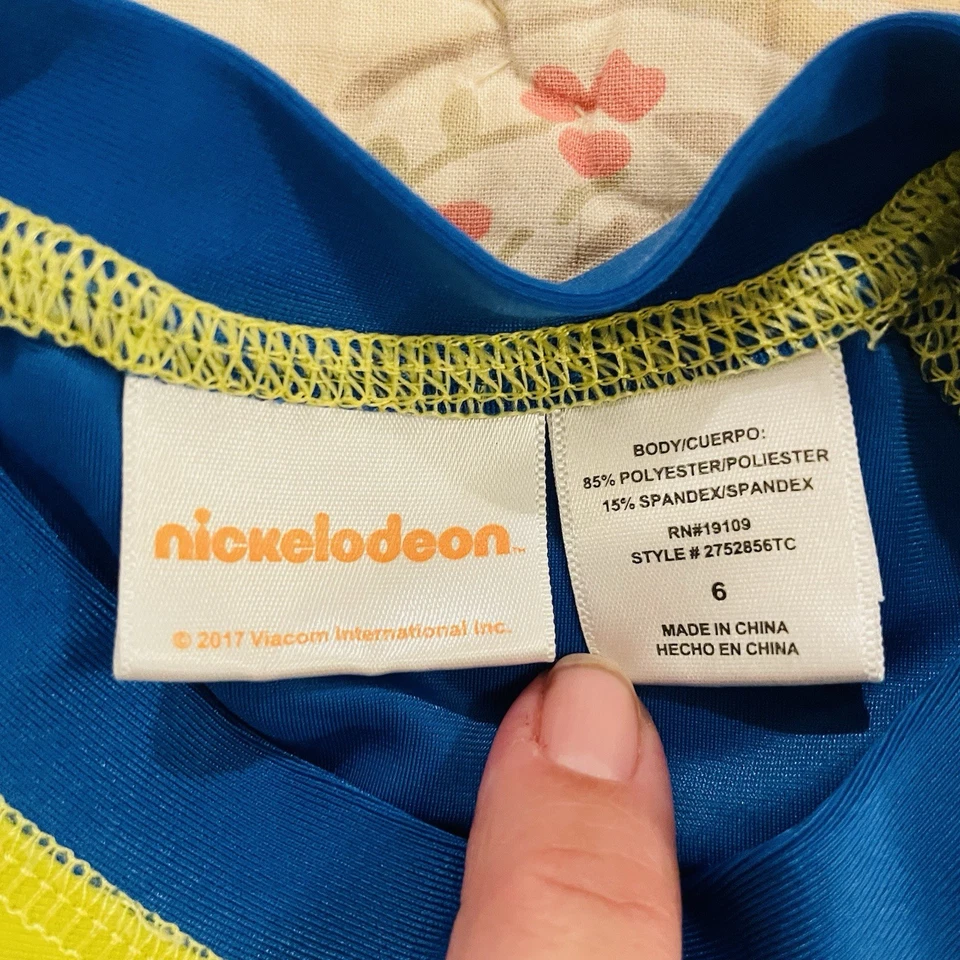 nickelodeon™
© 2017 Viacom International Inc.
BODY/CUERPO:
85% POLYESTER/POLIESTER
15% SPANDEX/SPANDEX
RN#19109
STYLE # 2752856TC
6
MADE IN CHINA
HECHO EN CHINA